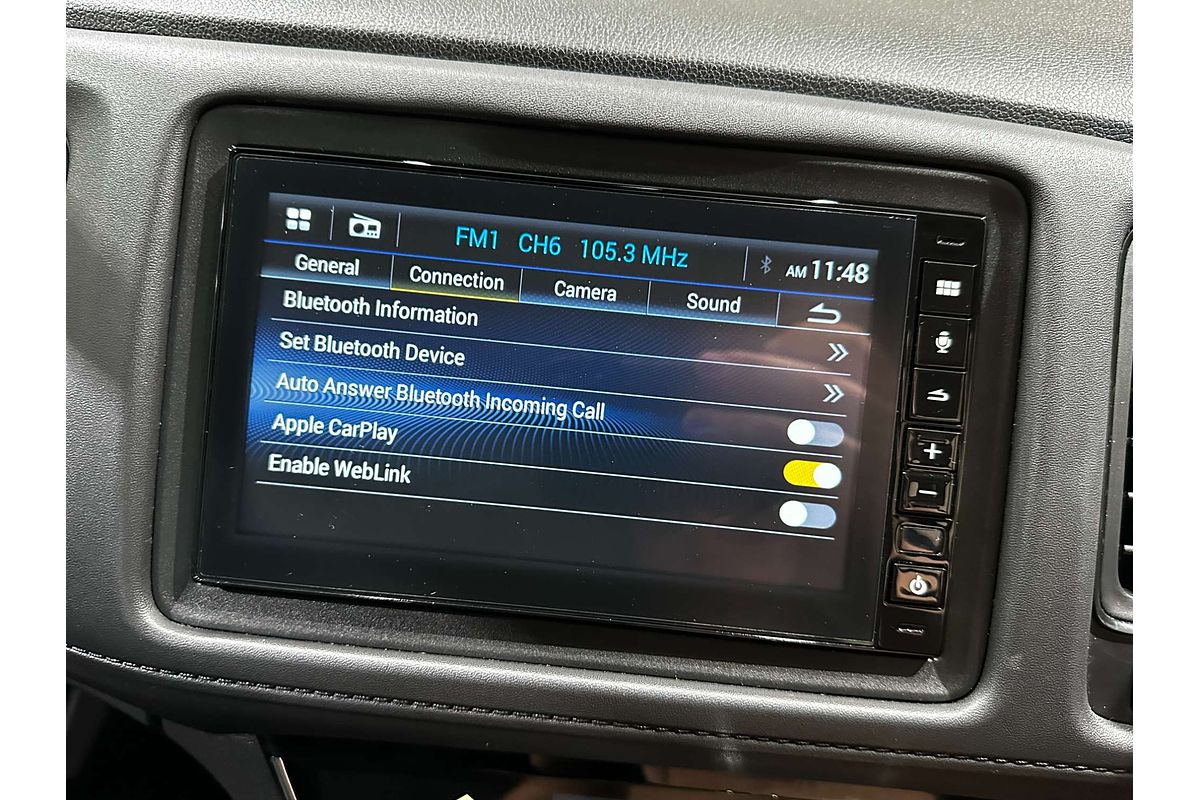 FM1 CH6 105.3 MHz AM 11:48
General Connection Camera Sound
Bluetooth Information
Set Bluetooth Device
Auto Answer Bluetooth Incoming Call
Apple CarPlay
Enable WebLink